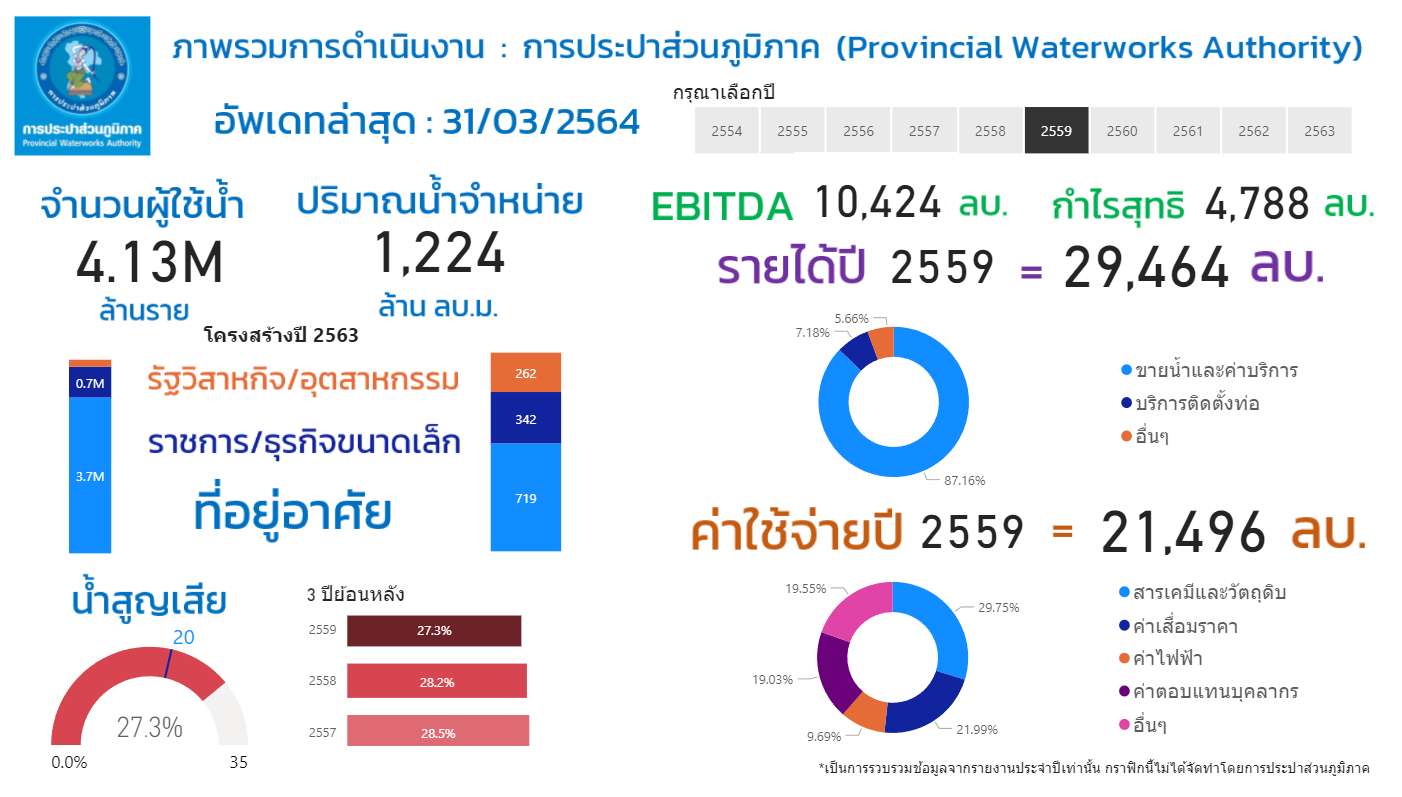 ภาพรวมการดำเนินงาน : การประปาส่วนภูมิภาค (Provincial Waterworks Authority)
การประปาส่วนภูมิภาค
การประปาส่วนภูมิภาค
Provincial Waterworks Authority
อัพเดทล่าสุด : 31/03/2564
กรุณาเลือกปี
2554 2555 2556 2557 2558 2559 2560 2561 2562 2563
จำนวนผู้ใช้น้ำ
4.13M
ล้านราย
ปริมาณน้ำจำหน่าย
1,224
ล้าน ลบ.ม.
EBITDA 10,424 ลบ. กำไรสุทธิ 4,788 ลบ.
รายได้ปี 2559 = 29,464 ลบ.
โครงสร้างปี 2563
0.7M
3.7M
รัฐวิสาหกิจ/อุตสาหกรรม
ราชการ/ธุรกิจขนาดเล็ก
ที่อยู่อาศัย
262
342
719
5.66%
7.18%
87.16%
ขายน้ำและค่าบริการ
บริการติดตั้งท่อ
อื่นๆ
ค่าใช้จ่ายปี 2559 = 21,496 ลบ.
น้ำสูญเสีย
20
27.3%
0.0% 35
3 ปีย้อนหลัง
2559 27.3%
2558 28.2%
2557 28.5%
19.55%
29.75%
19.03%
9.69%
21.99%
สารเคมีและวัตถุดิบ
ค่าเสื่อมราคา
ค่าไฟฟ้า
ค่าตอบแทนบุคลากร
อื่นๆ
*เป็นการรวบรวมข้อมูลจากรายงานประจำปีเท่านั้น กราฟิกนี้ไม่ได้จัดทำโดยการประปาส่วนภูมิภาค